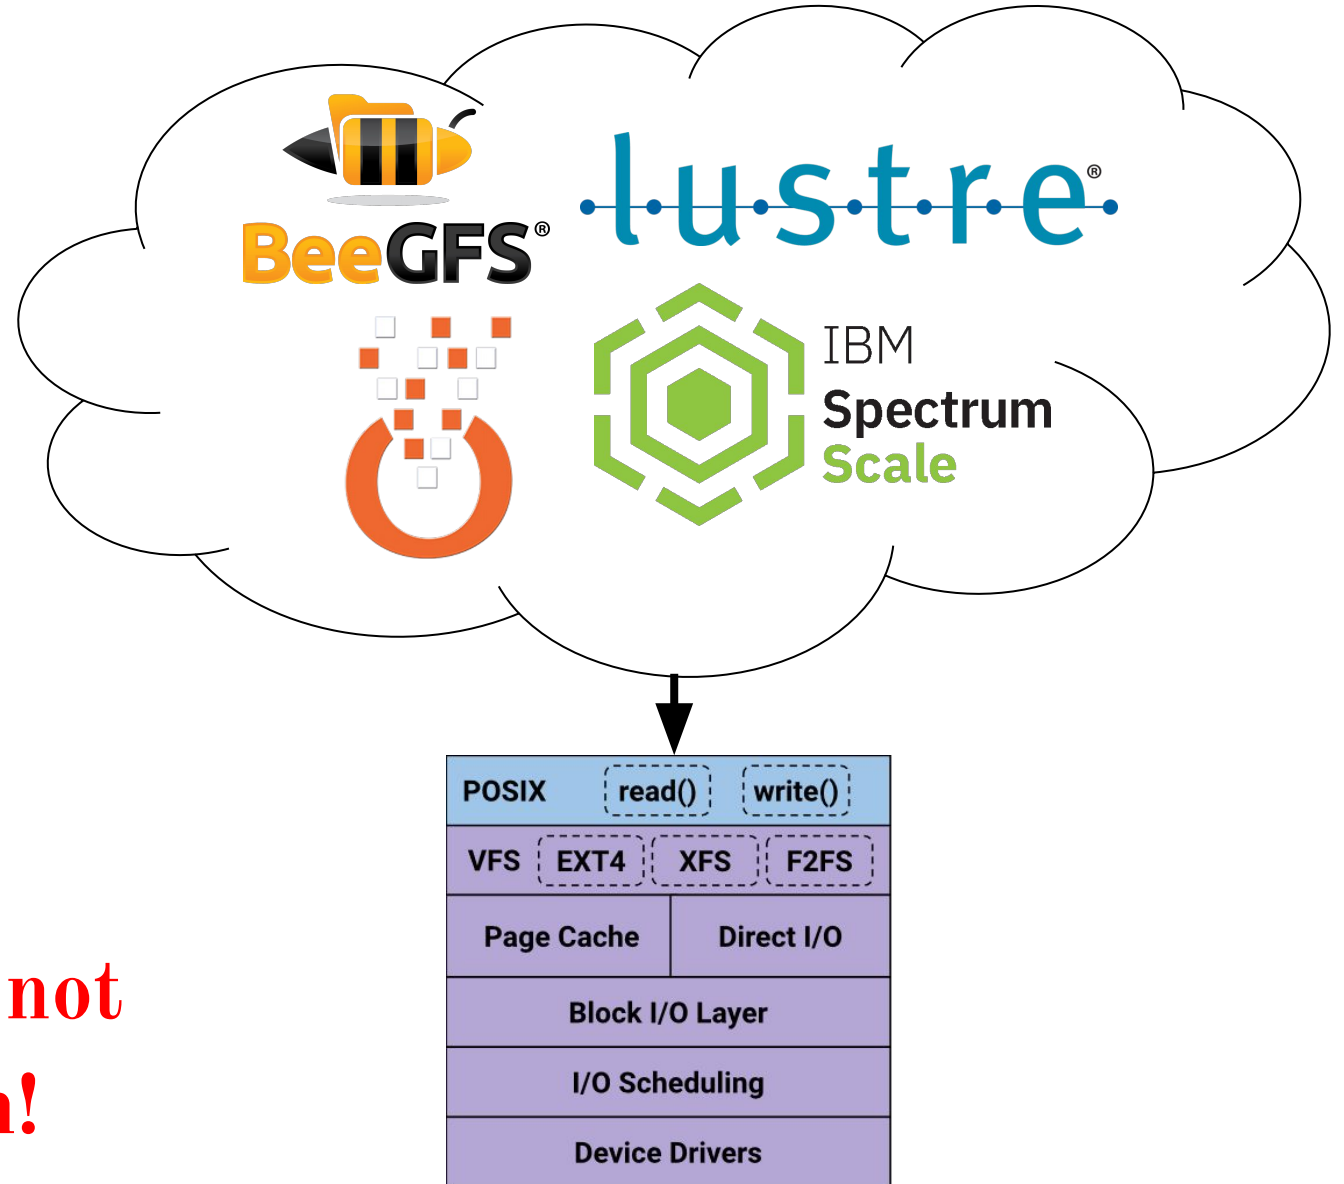 BeeGFS®
lustre®
IBM
Spectrum
Scale
POSIX read() write()
VFS EXT4 XFS F2FS
Page Cache Direct I/O
not
Block I/O Layer
I/O Scheduling
!
Device Drivers